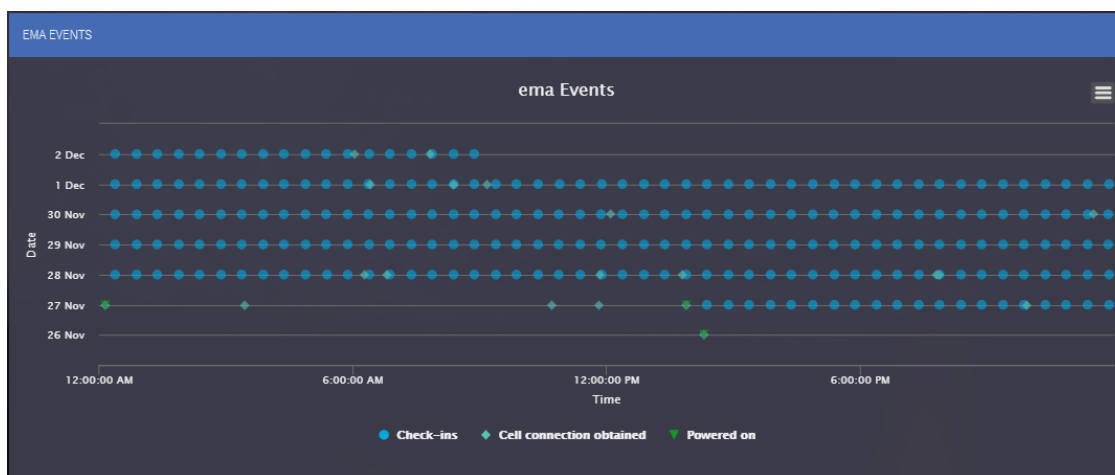 EMA EVENTS
ema Events
2 Dec
1 Dec
30 Nov
29 Nov
28 Nov
27 Nov
26 Nov
Date
12:00:00 AM 6:00:00 AM 12:00:00 PM 6:00:00 PM
Time
Check-ins Cell connection obtained Powered on